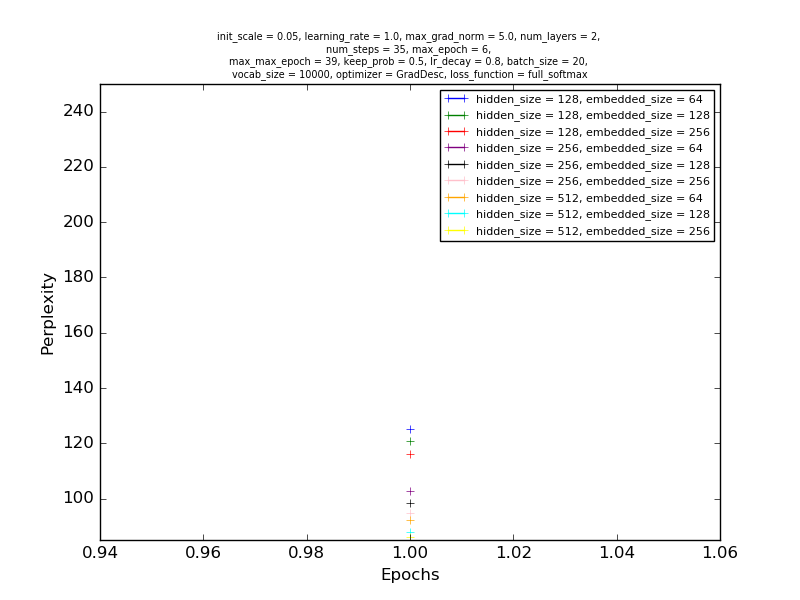 init_scale = 0.05, learning_rate = 1.0, max_grad_norm = 5.0, num_layers = 2,
num_steps = 35, max_epoch = 6,
max_max_epoch = 39, keep_prob = 0.5, lr_decay = 0.8, batch_size = 20,
vocab_size = 10000, optimizer = GradDesc, loss_function = full_softmax
hidden_size = 128, embedded_size = 64
hidden_size = 128, embedded_size = 128
hidden_size = 128, embedded_size = 256
hidden_size = 256, embedded_size = 64
hidden_size = 256, embedded_size = 128
hidden_size = 256, embedded_size = 256
hidden_size = 512, embedded_size = 64
hidden_size = 512, embedded_size = 128
hidden_size = 512, embedded_size = 256
240
220
200
180
160
140
120
100
Perplexity
0.94 0.96 0.98 1.00 1.02 1.04 1.06
Epochs